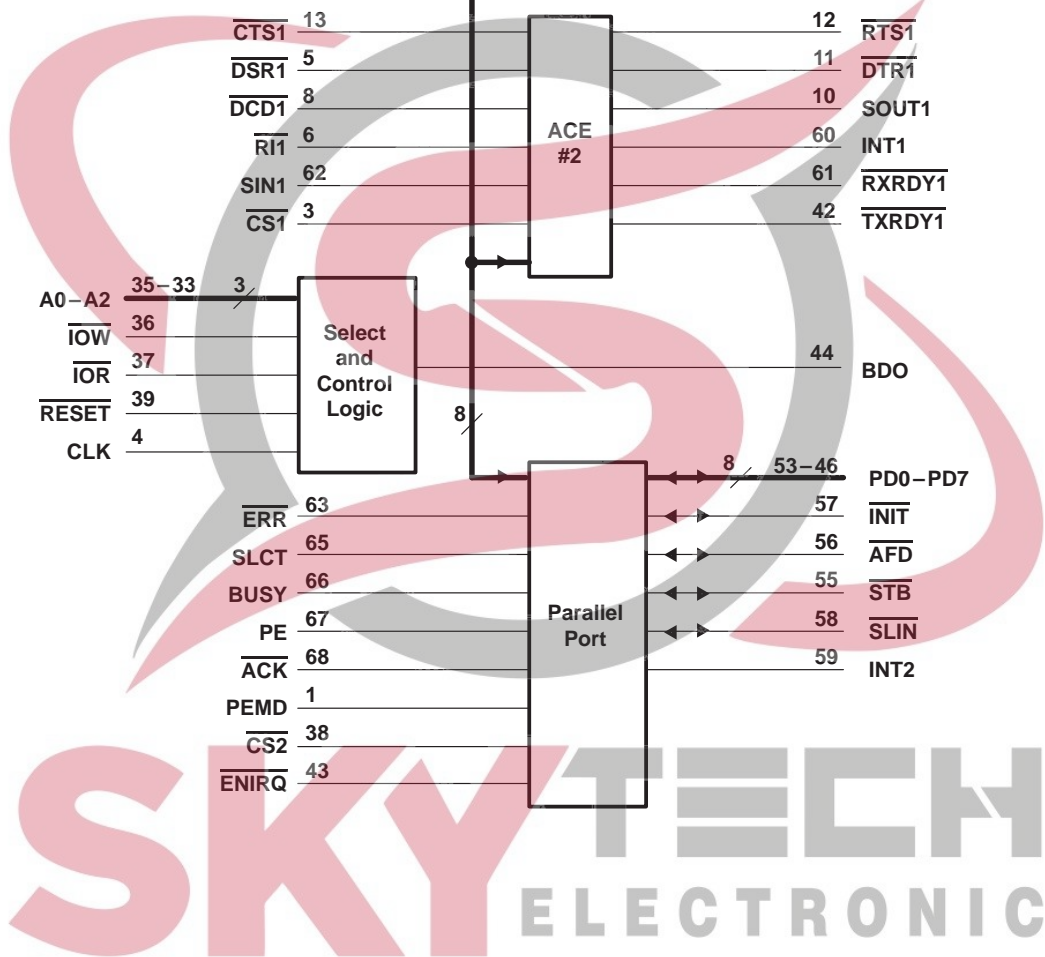 CTS1 13
DSR1 5
DCD1 8
RI1 6
SIN1 62
CS1 3
ACE
#2
12 RTS1
11 DTR1
10 SOUT1
60 INT1
61 RXRDY1
42 TXRDY1
A0–A2 35–33 3
IOW 36
IOR 37
RESET 39
CLK 4
Select
and
Control
Logic
44 BDO
8
8 53–46 PD0–PD7
57 INIT
56 AFD
55 STB
58 SLIN
59 INT2
ERR 63
SLCT 65
BUSY 66
PE 67
ACK 68
PEMD 1
CS2 38
ENIRQ 43
Parallel
Port
SKYTECH
ELECTRONIC